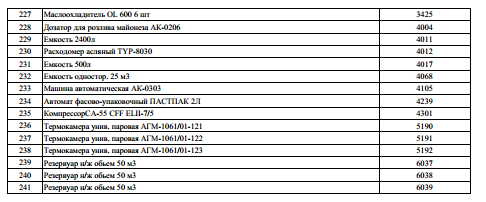 227 Маслоохладитель OL 600 6 шт 3425
228 Дозатор для розлива майонеза АК-0206 4004
229 Емкость 2400л 4011
230 Расходомер асляный ТУР-8030 4012
231 Емкость 500л 4017
232 Емкость одностор. 25 м3 4068
233 Машина автоматическая АК-0303 4105
234 Автомат фасово-упаковочный ПАСТПАК 2Л 4239
235 КомпрессорСА-55 CFF ELII-7/5 4301
236 Термокамера унив. паровая АГМ-1061/01-121 5190
237 Термокамера унив. паровая АГМ-1061/01-122 5191
238 Термокамера унив. паровая АГМ-1061/01-123 5192
239 Резервуар н/ж обьем 50 м3 6037
240 Резервуар н/ж обьем 50 м3 6038
241 Резервуар н/ж обьем 50 м3 6039